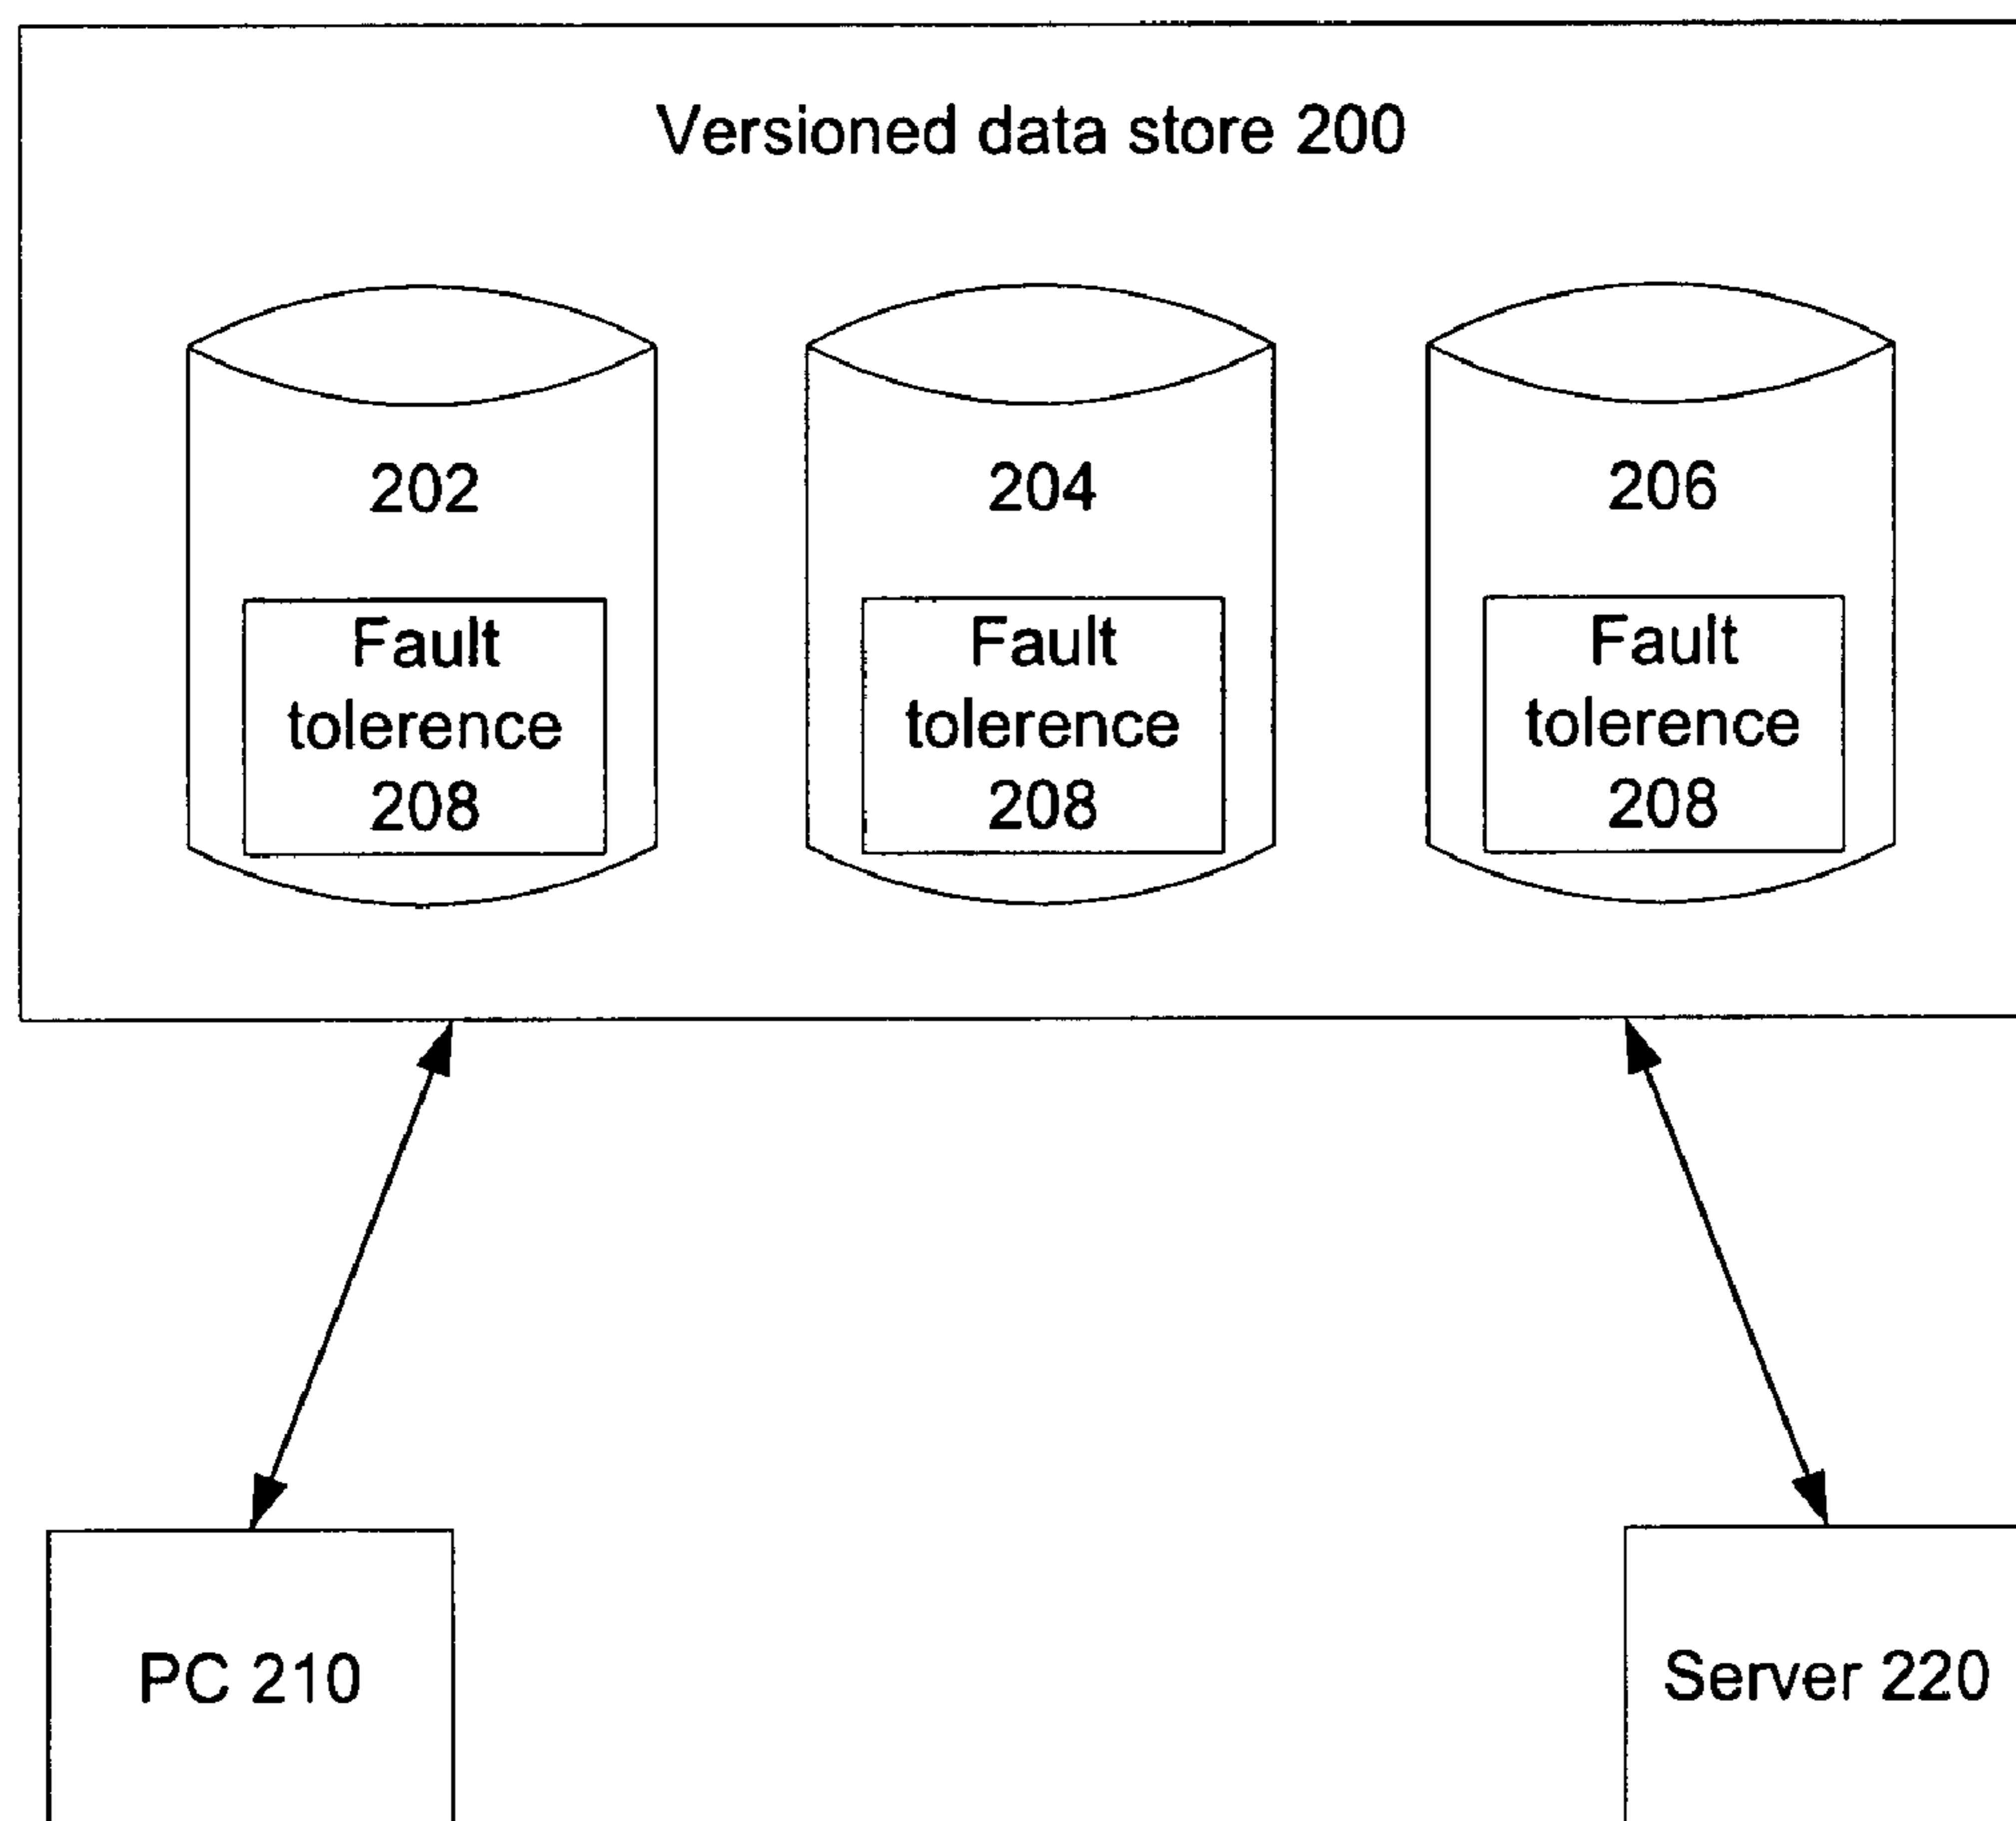 Versioned data store 200
202
204
206
Fault
tolerence
208
Fault
tolerence
208
Fault
tolerence
208
PC 210
Server 220